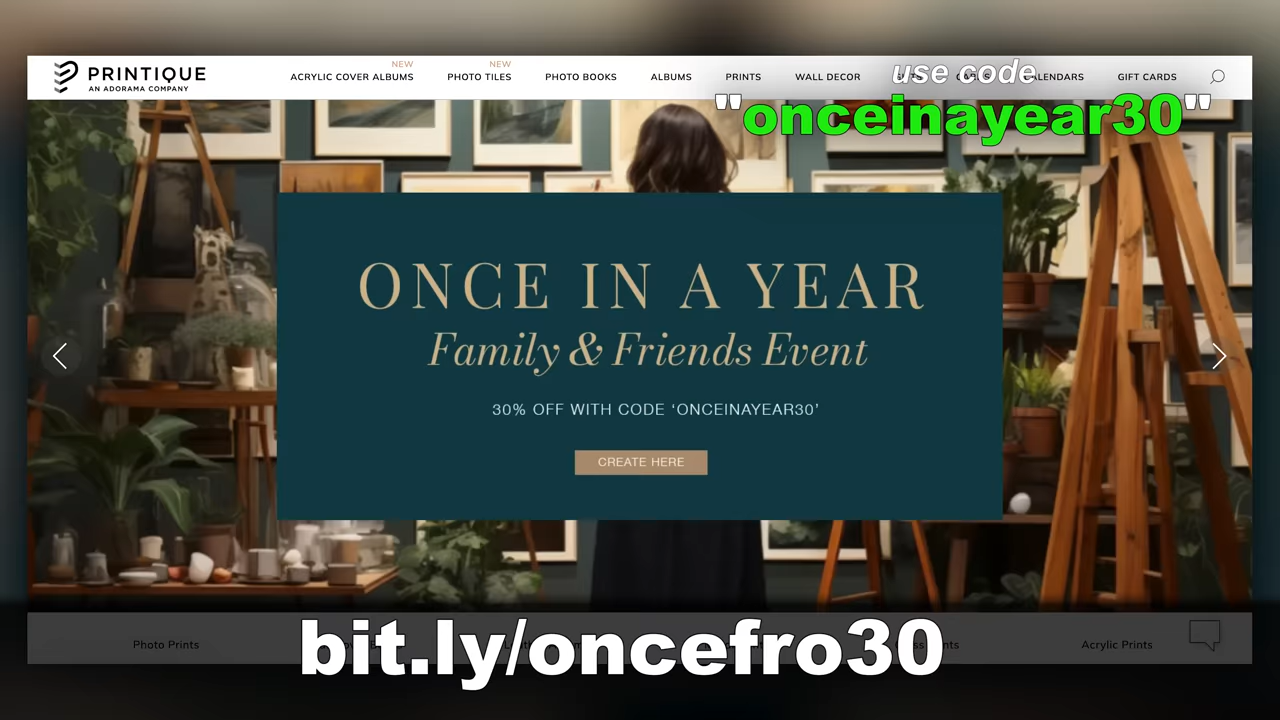 PRINTIQUE
AN ADORAMA COMPANY
NEW
ACRYLIC COVER ALBUMS
NEW
PHOTO TILES
PHOTO BOOKS
ALBUMS
PRINTS
WALL DECOR
CALENDARS
GIFT CARDS
use code
"onceinayear30"
ONCE IN A YEAR
Family & Friends Event
30% OFF WITH CODE ‘ONCEINAYEAR30’
CREATE HERE
Photo Prints
Acrylic Prints
bit.ly/oncefro30